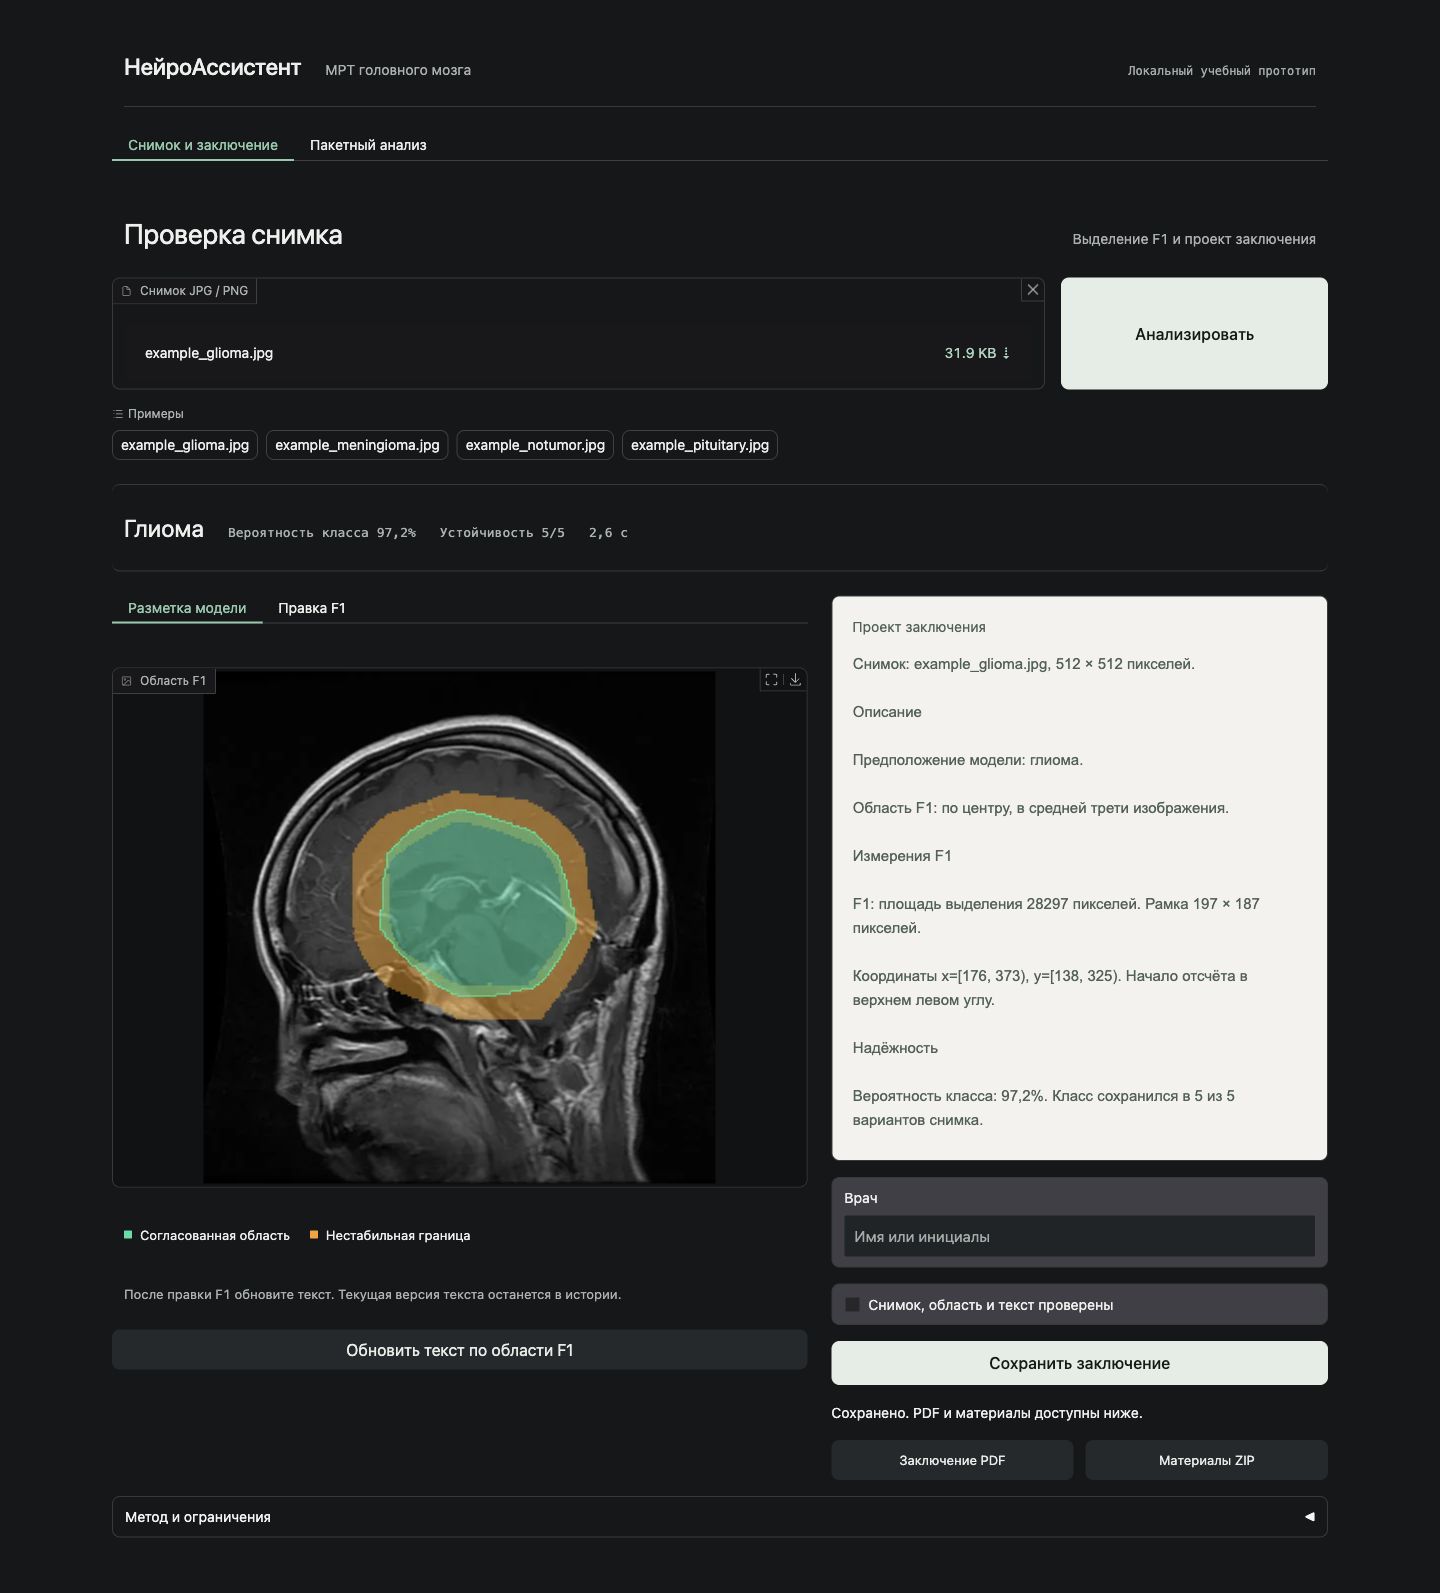 НейроАссистент
МРТ головного мозга
Локальный учебный прототип
Снимок и заключение
Пакетный анализ
Проверка снимка
Выделение F1 и проект заключения
Снимок JPG / PNG
example_glioma.jpg
31.9 KB ⇣
Анализировать
Примеры
example_glioma.jpg
example_meningioma.jpg
example_notumor.jpg
example_pituitary.jpg
Глиома
Вероятность класса 97,2%
Устойчивость 5/5
2,6 с
Разметка модели
Правка F1
Область F1
Согласованная область
Нестабильная граница
После правки F1 обновите текст. Текущая версия текста останется в истории.
Обновить текст по области F1
Проект заключения
Снимок: example_glioma.jpg, 512 × 512 пикселей.
Описание
Предположение модели: глиома.
Область F1: по центру, в средней трети изображения.
Измерения F1
F1: площадь выделения 28297 пикселей. Рамка 197 × 187
пикселей.
Координаты x=[176, 373), y=[138, 325). Начало отсчёта в
верхнем левом углу.
Надёжность
Вероятность класса: 97,2%. Класс сохранился в 5 из 5
вариантов снимка.
Врач
Имя или инициалы
Снимок, область и текст проверены
Сохранить заключение
Сохранено. PDF и материалы доступны ниже.
Заключение PDF
Материалы ZIP
Метод и ограничения